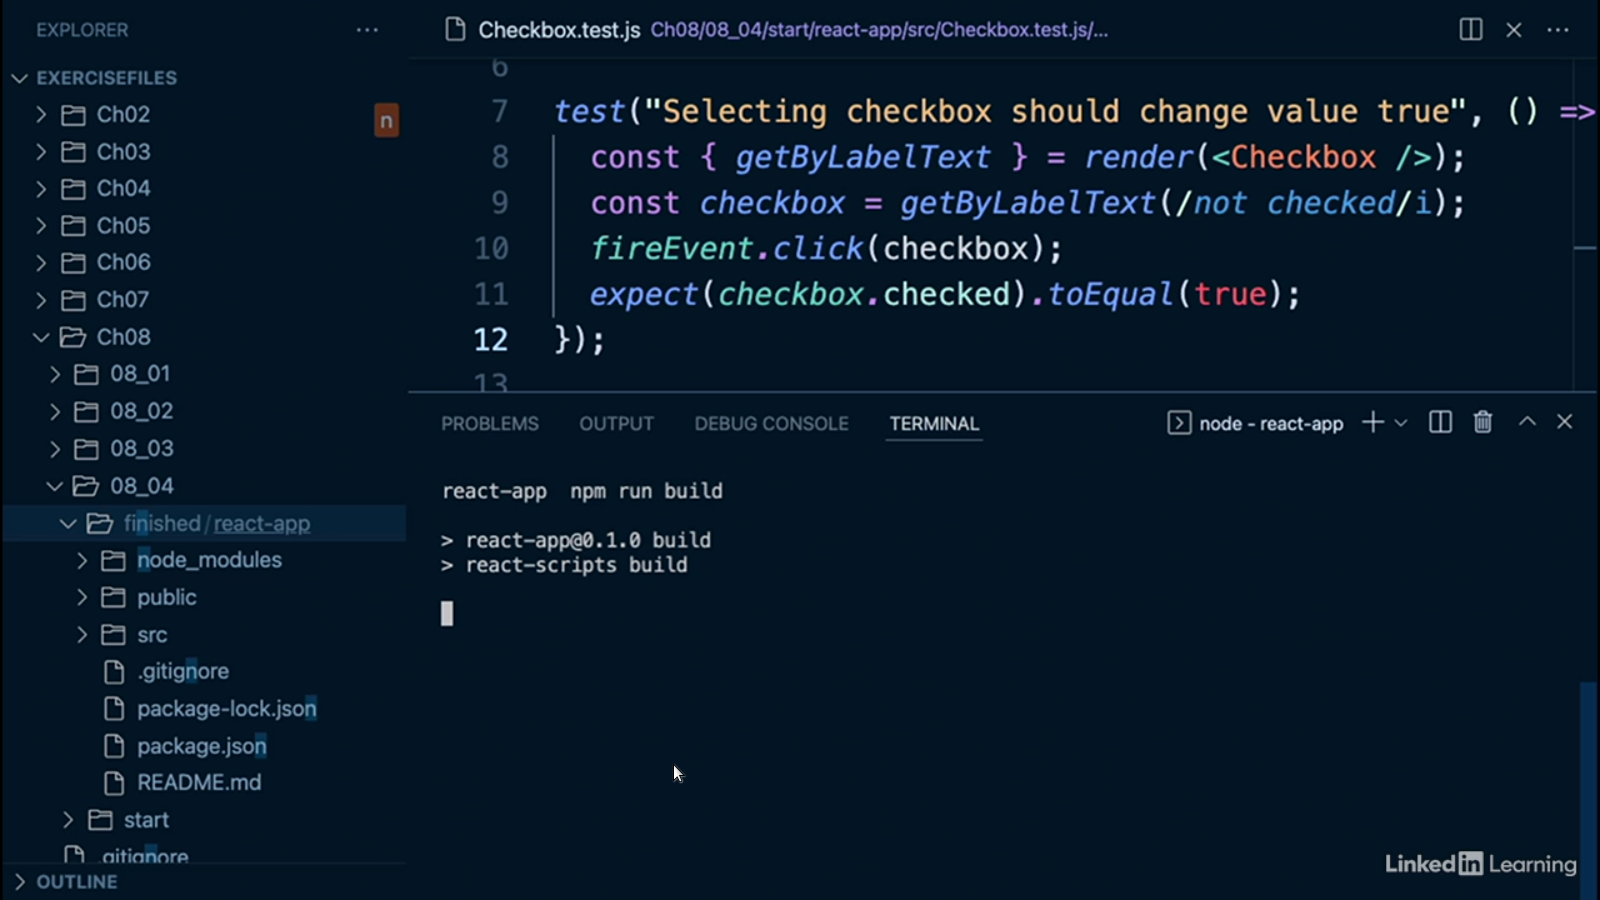 EXPLORER
EXERCISEFILES
Ch02
n
Ch03
Ch04
Ch05
Ch06
Ch07
Ch08
08_01
08_02
08_03
08_04
finished/react-app
node_modules
public
src
.gitignore
package-lock.json
package.json
README.md
start
.gitignore
OUTLINE
Checkbox.test.js Ch08/08_04/start/react-app/src/Checkbox.test.js/...
6
7 test("Selecting checkbox should change value true", () =>
8 const { getByLabelText } = render(<Checkbox />);
9 const checkbox = getByLabelText(/not checked/i);
10 fireEvent.click(checkbox);
11 expect(checkbox.checked).toEqual(true);
12 });
13
PROBLEMS OUTPUT DEBUG CONSOLE TERMINAL node - react-app
react-app npm run build
> react-app@0.1.0 build
> react-scripts build
LinkedIn Learning